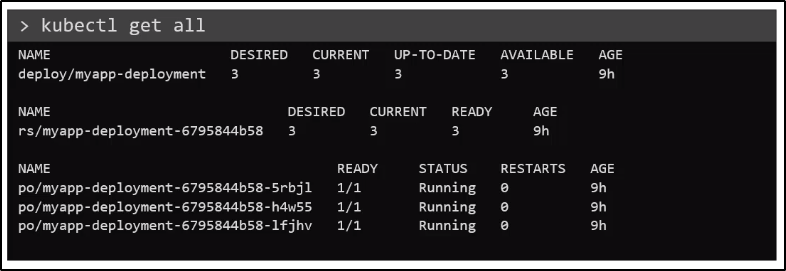 > kubectl get all
NAME DESIRED CURRENT UP-TO-DATE AVAILABLE AGE
deploy/myapp-deployment 3 3 3 3 9h
NAME DESIRED CURRENT READY AGE
rs/myapp-deployment-6795844b58 3 3 3 9h
NAME READY STATUS RESTARTS AGE
po/myapp-deployment-6795844b58-5rbjl 1/1 Running 0 9h
po/myapp-deployment-6795844b58-h4w55 1/1 Running 0 9h
po/myapp-deployment-6795844b58-lfjhv 1/1 Running 0 9h